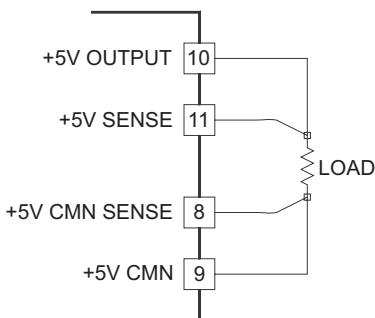 +5V OUTPUT 10
+5V SENSE 11
LOAD
+5V CMN SENSE 8
+5V CMN 9